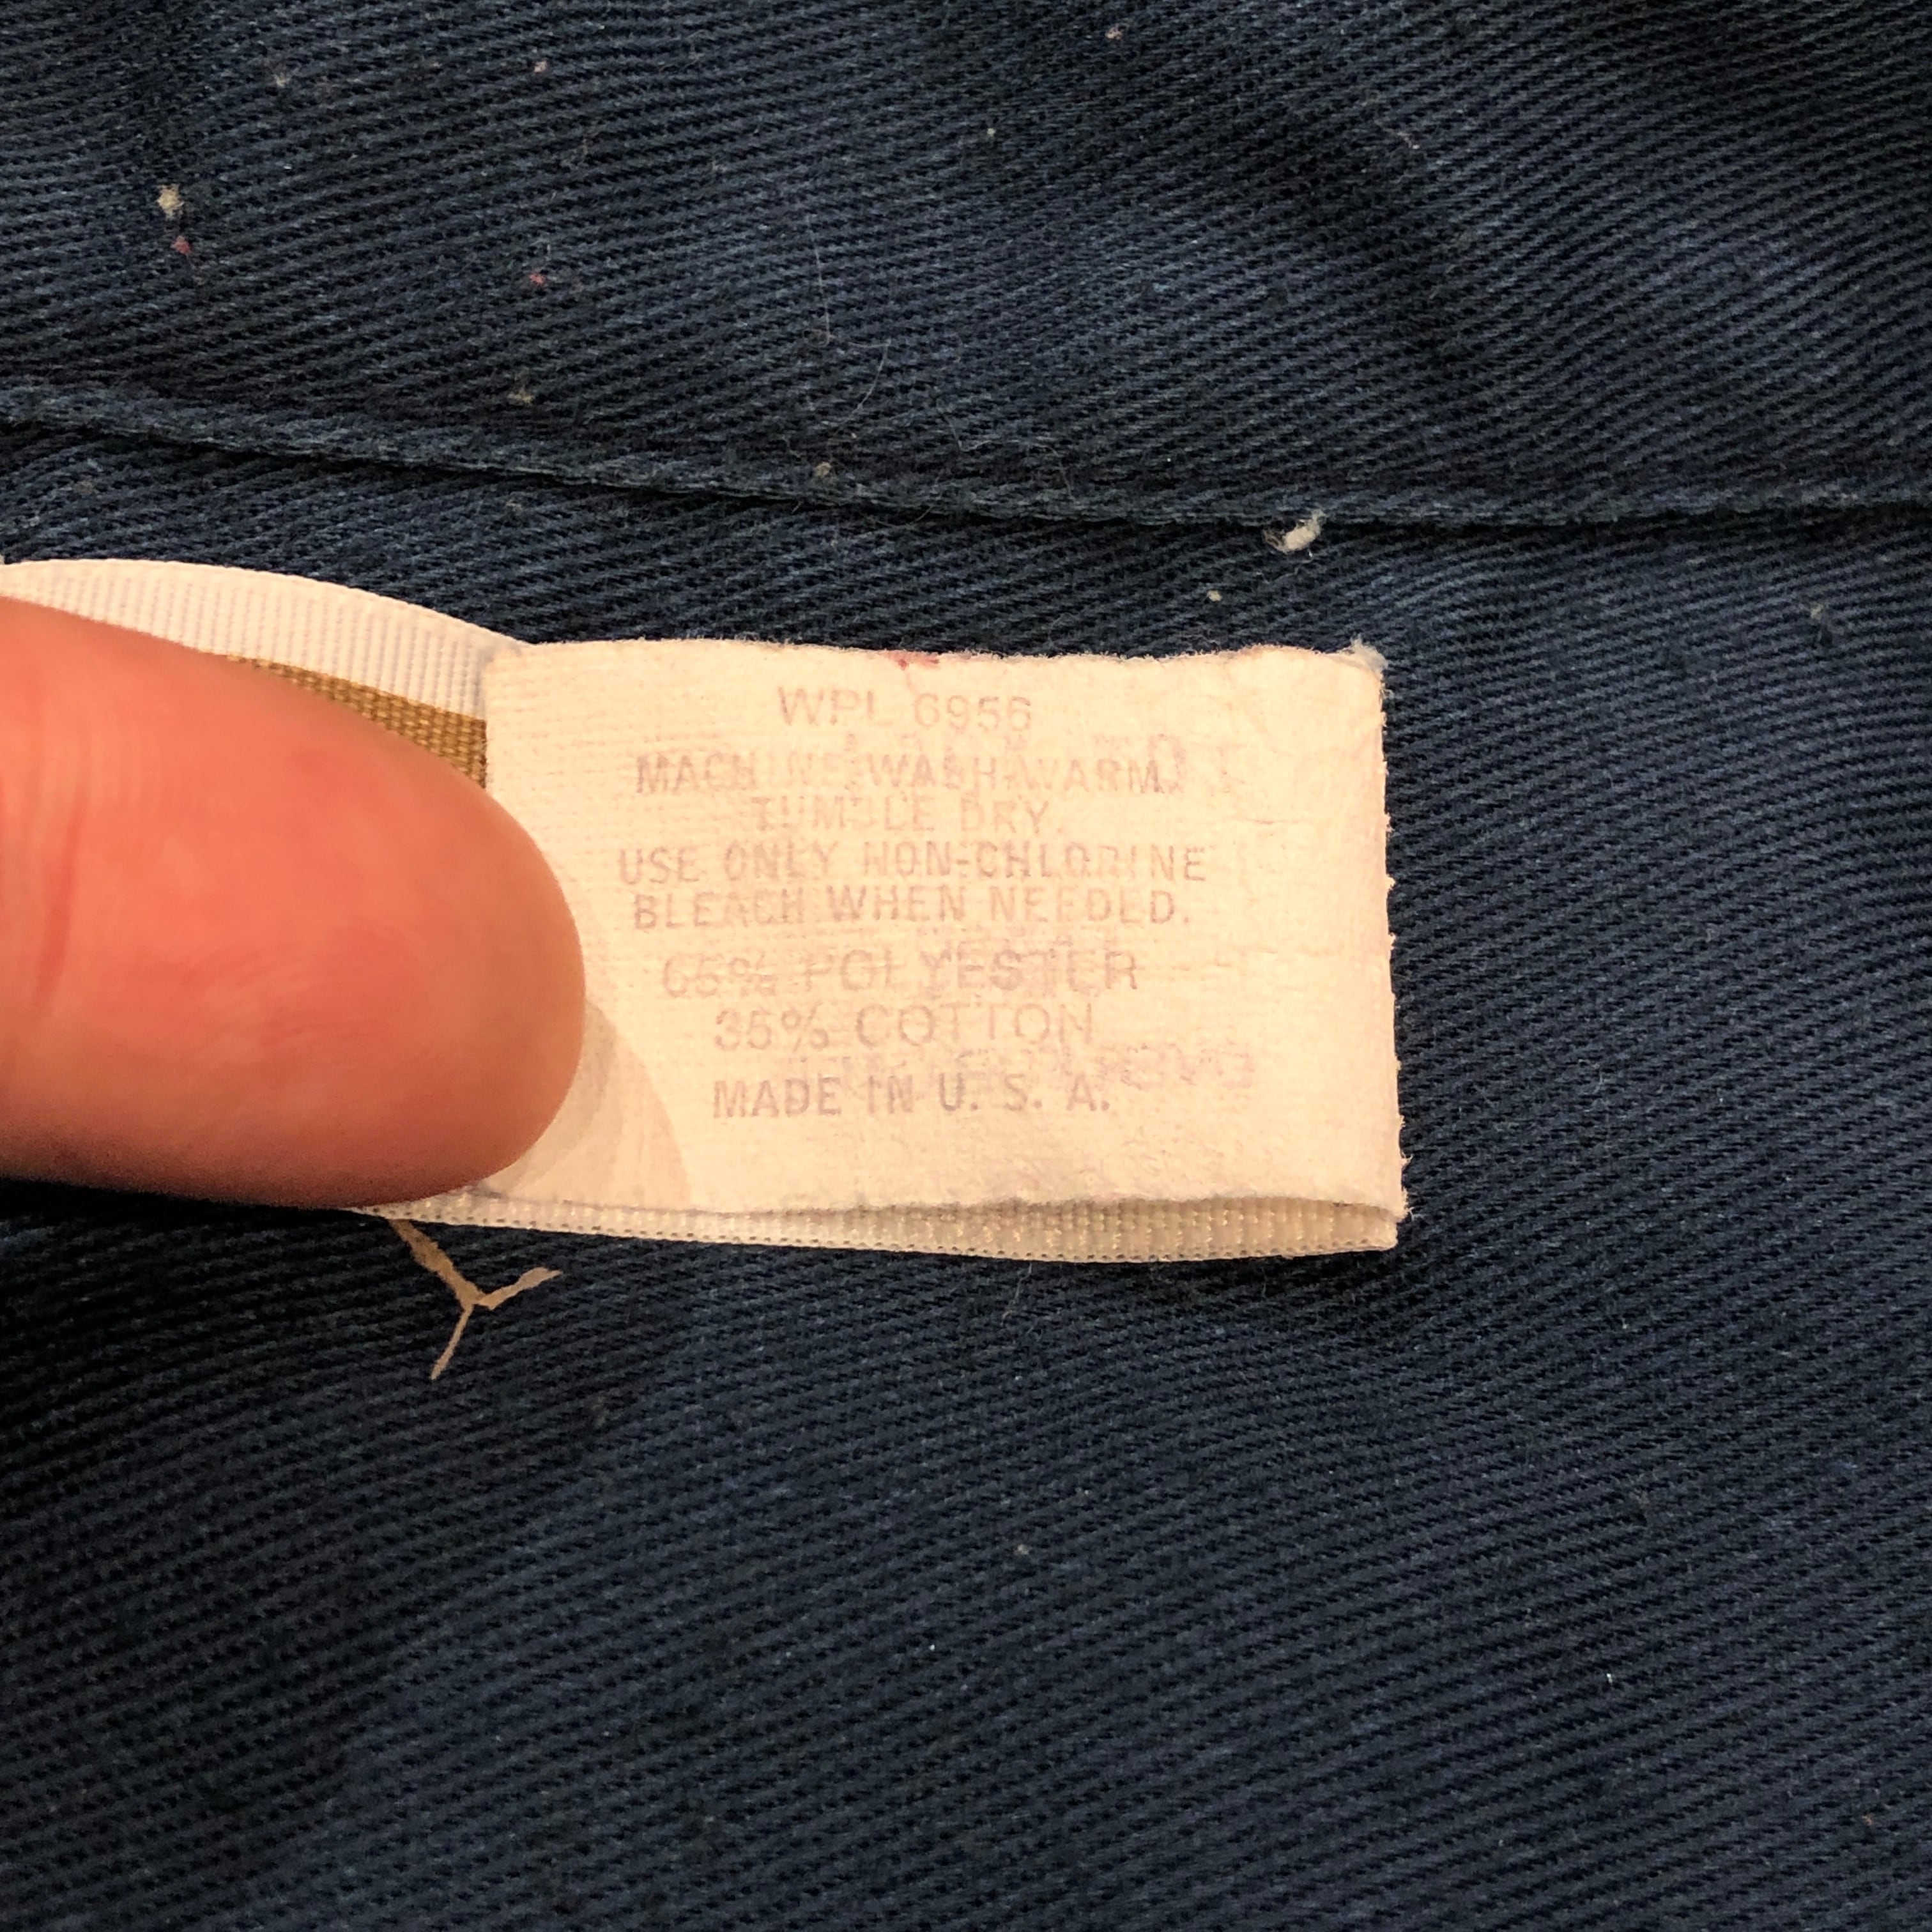 WPL 6956
MACHINE WASH WARM.
TUMBLE DRY.
USE ONLY NON-CHLORINE
BLEACH WHEN NEEDED.
65% POLYESTER
35% COTTON
MADE IN U. S. A.